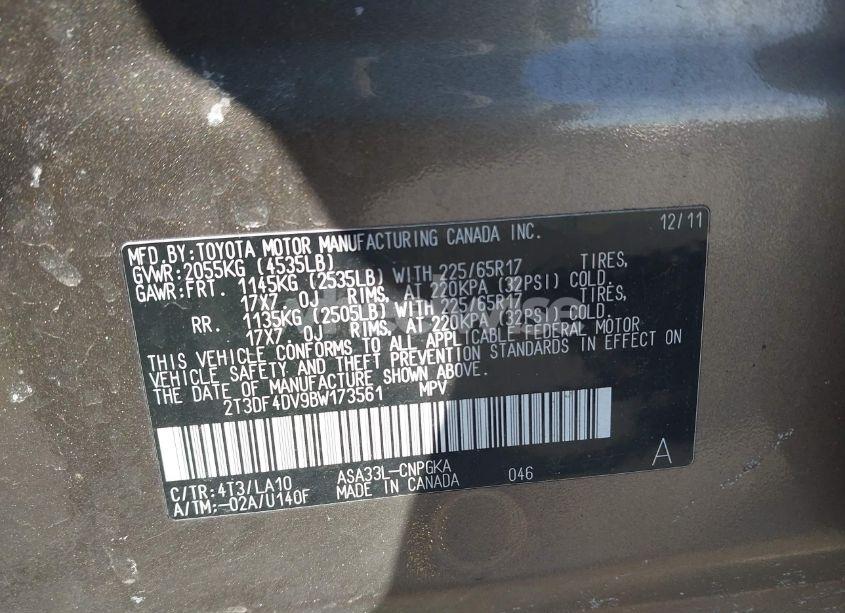 12/11
MFD.BY:TOYOTA MOTOR MANUFACTURING CANADA INC.
GVWR:2055KG (4535LB)
GAWR:FRT. 1145KG (2535LB) WITH 225/65R17 TIRES,
17X7.0J RIMS, AT 220KPA (32PSI) COLD.
RR. 1135KG (2505LB) WITH 225/65R17 TIRES,
17X7.0J RIMS, AT 220KPA (32PSI) COLD.
THIS VEHICLE CONFORMS TO ALL APPLICABLE FEDERAL MOTOR
VEHICLE SAFETY AND THEFT PREVENTION STANDARDS IN EFFECT ON
THE DATE OF MANUFACTURE SHOWN ABOVE.
2T3DF4DV9BW173561 MPV
C/TR:4T3/LA10 ASA33L-CNPGKA 046 A
A/TM:-02A/U140F MADE IN CANADA